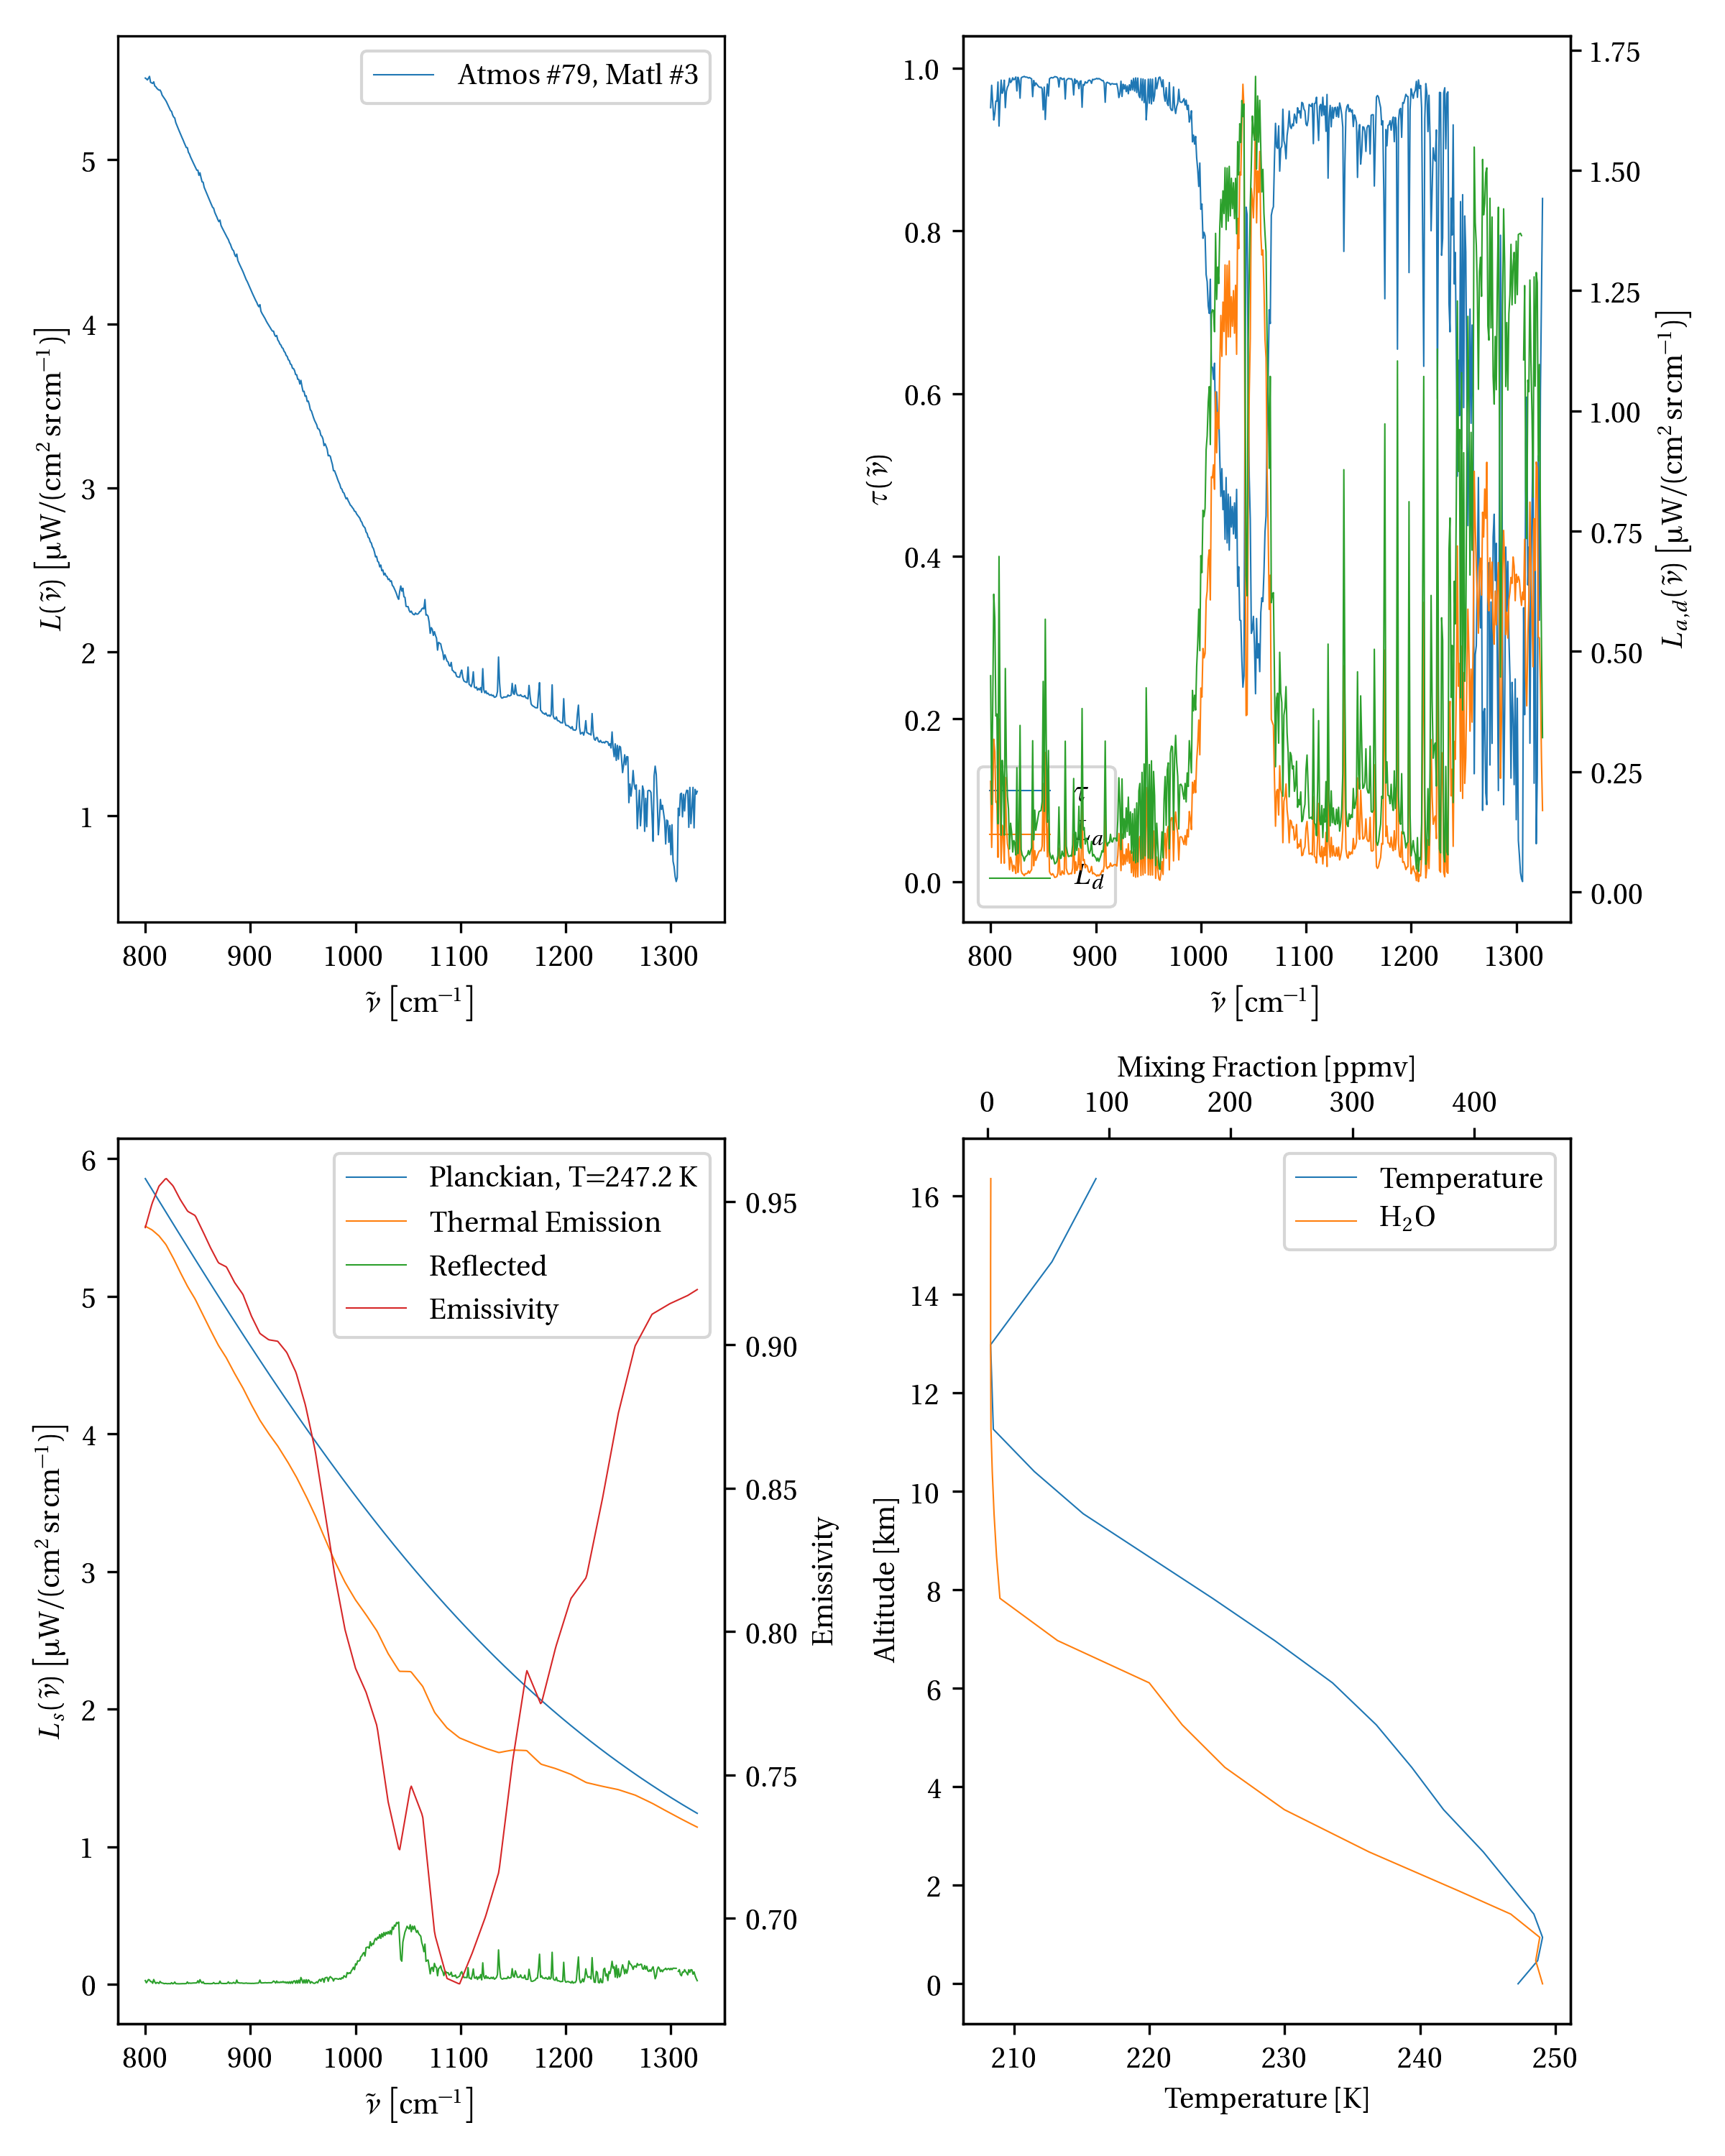 Atmos #79, Matl #3
5
4
3
2
1
L(ν̃) [µW/(cm² sr cm⁻¹)]
800 900 1000 1100 1200 1300
ν̃ [cm⁻¹]
1.0
0.8
0.6
0.4
0.2
0.0
τ(ν̃)
τ
Lₐ
L_d
1.75
1.50
1.25
1.00
0.75
0.50
0.25
0.00
L_{a,d}(ν̃) [µW/(cm² sr cm⁻¹)]
800 900 1000 1100 1200 1300
ν̃ [cm⁻¹]
6
5
4
3
2
1
0
L_s(ν̃) [µW/(cm² sr cm⁻¹)]
Planckian, T=247.2 K
Thermal Emission
Reflected
Emissivity
0.95
0.90
0.85
0.80
0.75
0.70
Emissivity
800 900 1000 1100 1200 1300
ν̃ [cm⁻¹]
Mixing Fraction [ppmv]
0 100 200 300 400
Temperature
H₂O
16
14
12
10
8
6
4
2
0
Altitude [km]
210 220 230 240 250
Temperature [K]